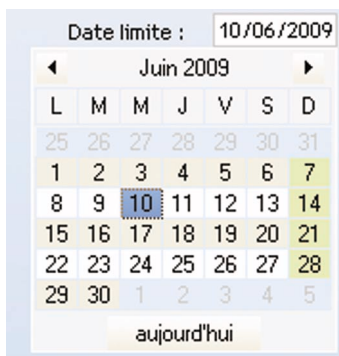 Date limite : 10/06/2009
Juin 2009
L M M J V S D
25 26 27 28 29 30 31
1 2 3 4 5 6 7
8 9 10 11 12 13 14
15 16 17 18 19 20 21
22 23 24 25 26 27 28
29 30 1 2 3 4 5
aujourd'hui